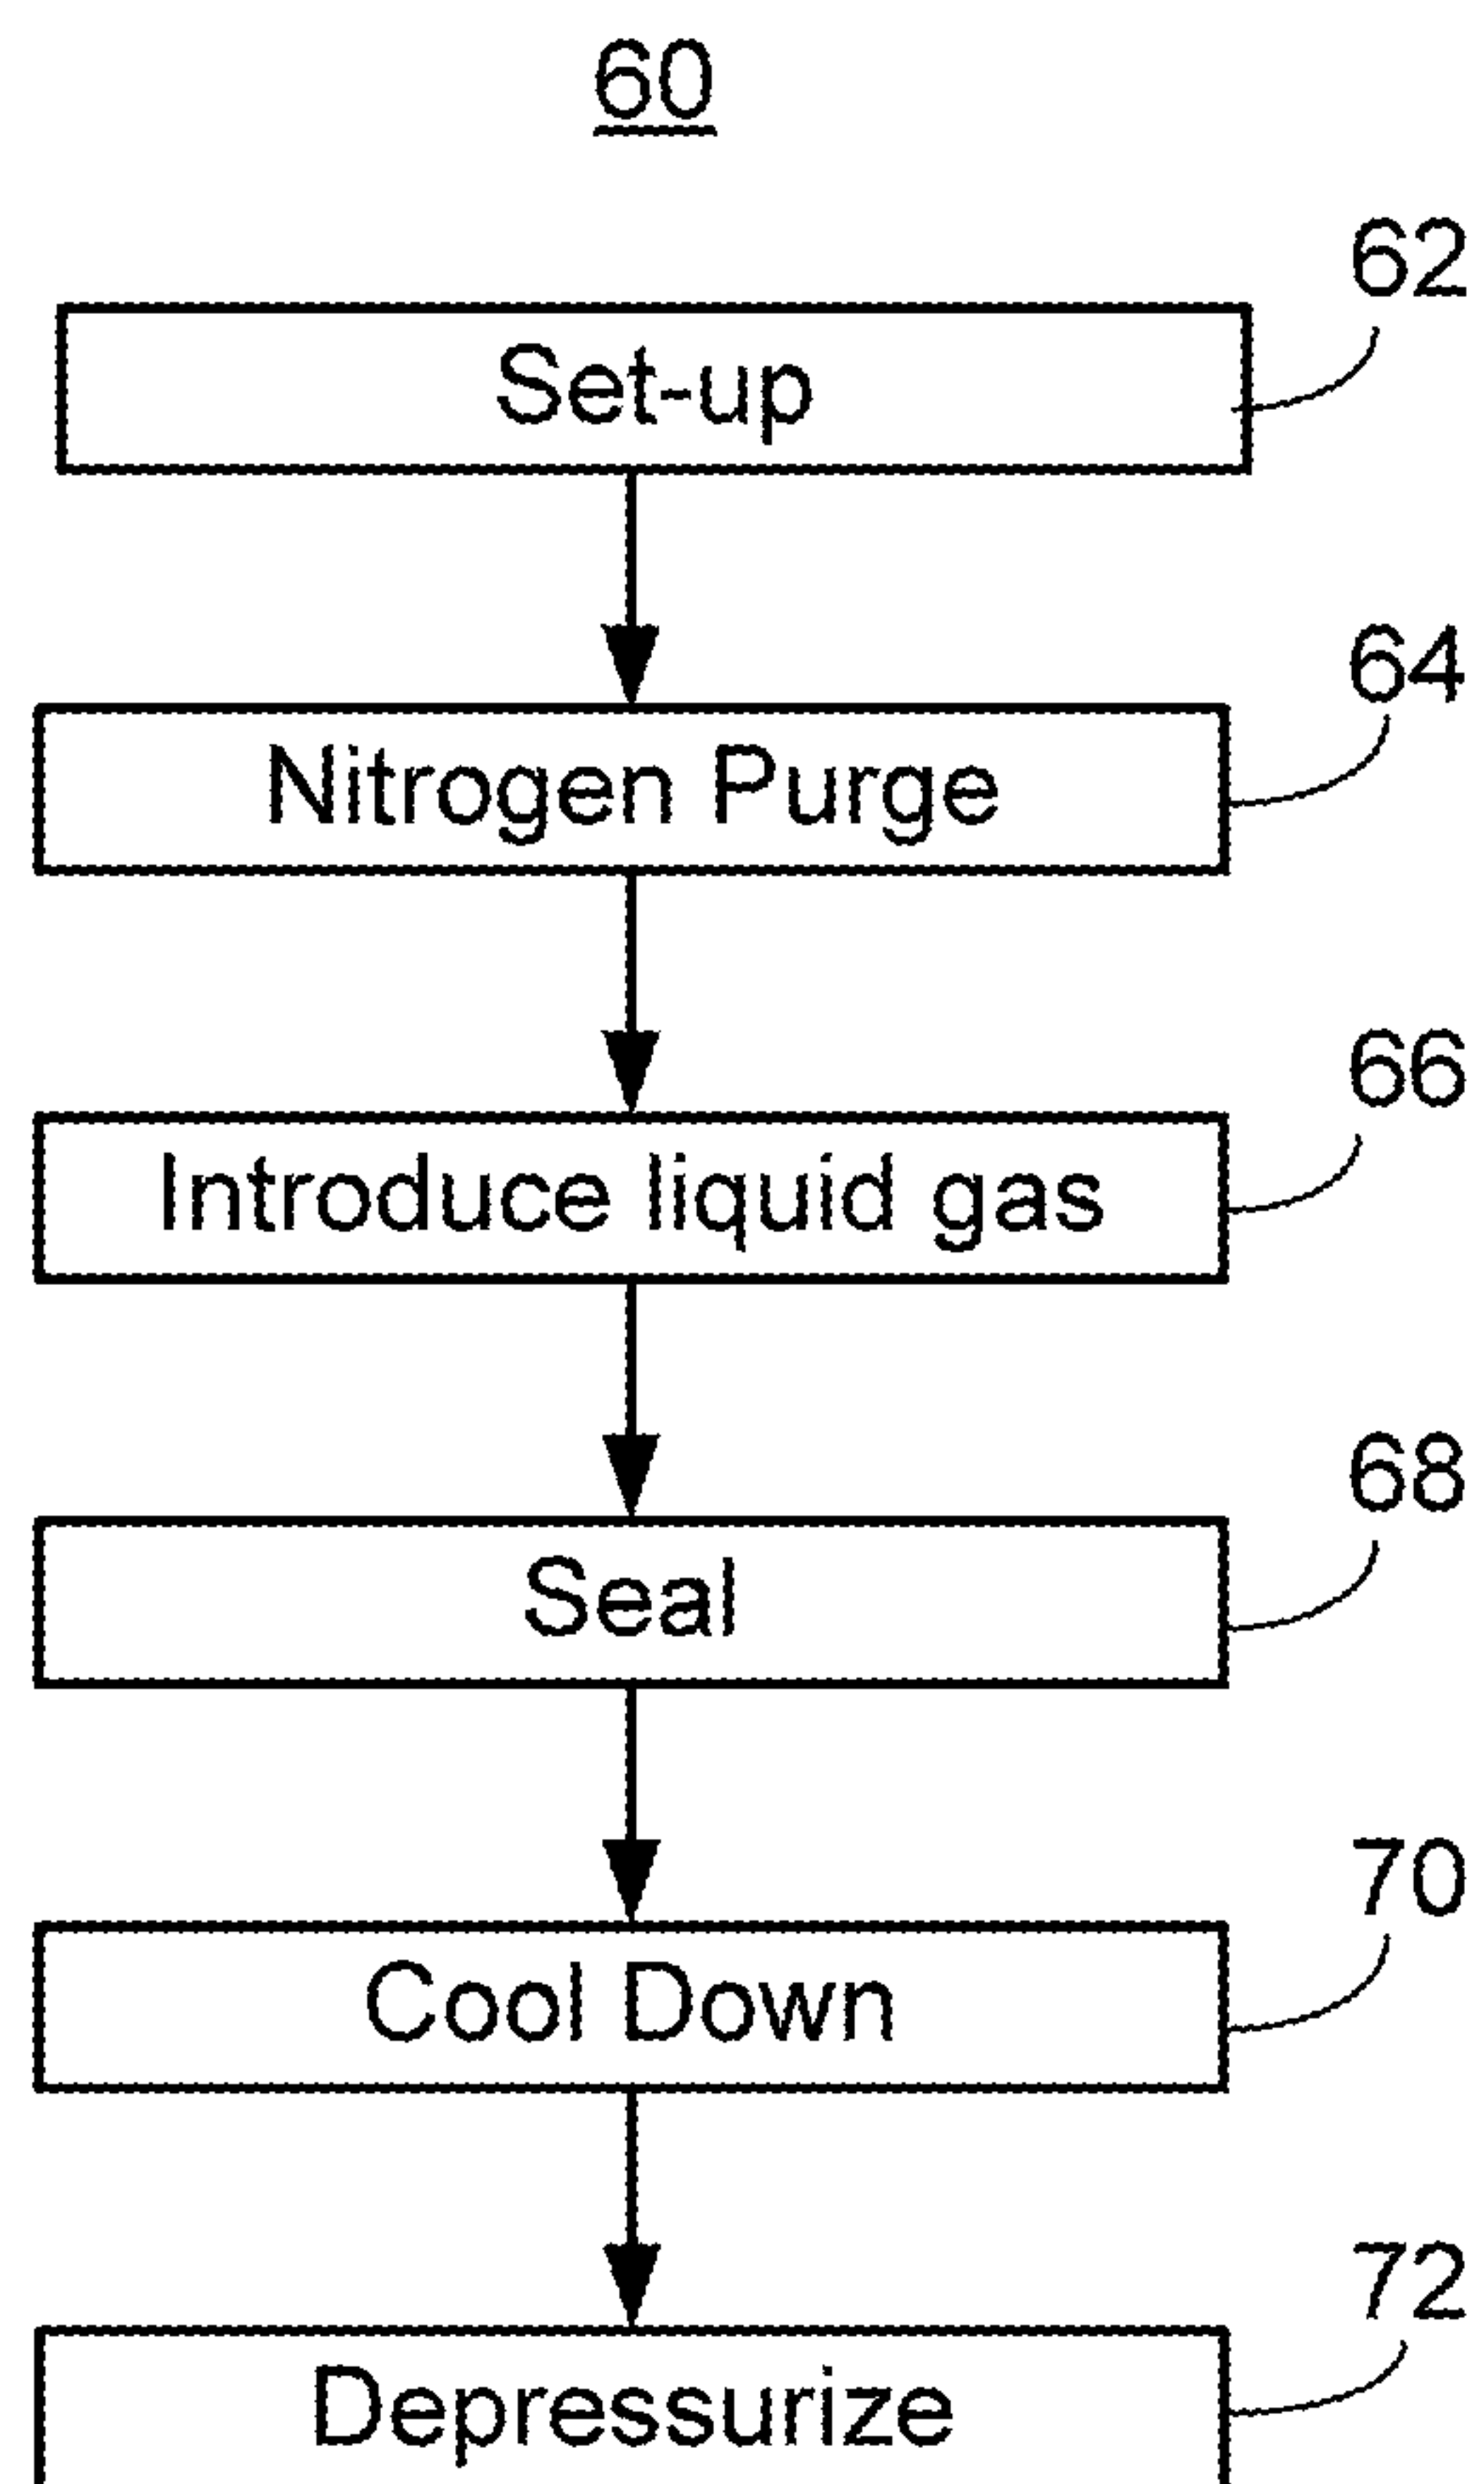 60
62
Set-up
64
Nitrogen Purge
66
Introduce liquid gas
68
Seal
70
Cool Down
72
Depressurize